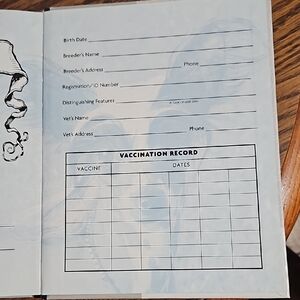 Birth Date
Breeder's Name
Breeder's Address Phone
Registration/ID Number
Distinguishing Features
Vet's Name
Vet's Address Phone
VACCINATION RECORD
VACCINE DATES